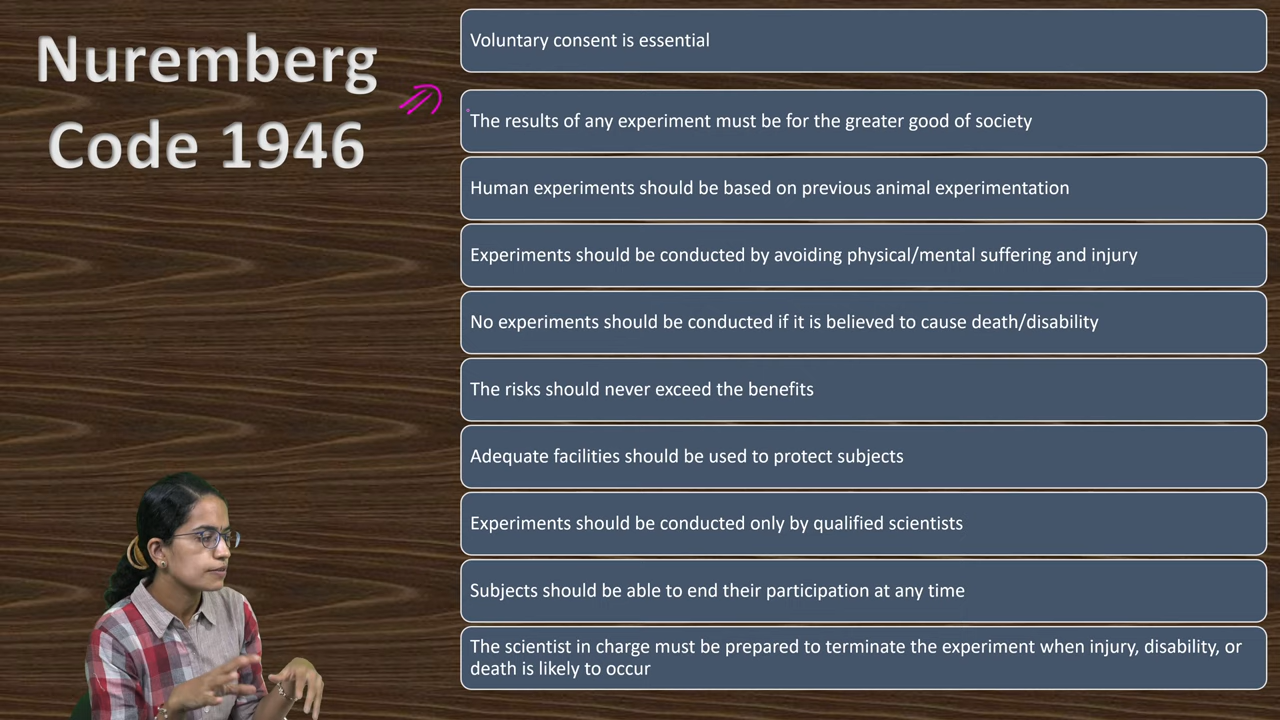 Nuremberg
Code 1946
Voluntary consent is essential
The results of any experiment must be for the greater good of society
Human experiments should be based on previous animal experimentation
Experiments should be conducted by avoiding physical/mental suffering and injury
No experiments should be conducted if it is believed to cause death/disability
The risks should never exceed the benefits
Adequate facilities should be used to protect subjects
Experiments should be conducted only by qualified scientists
Subjects should be able to end their participation at any time
The scientist in charge must be prepared to terminate the experiment when injury, disability, or
death is likely to occur